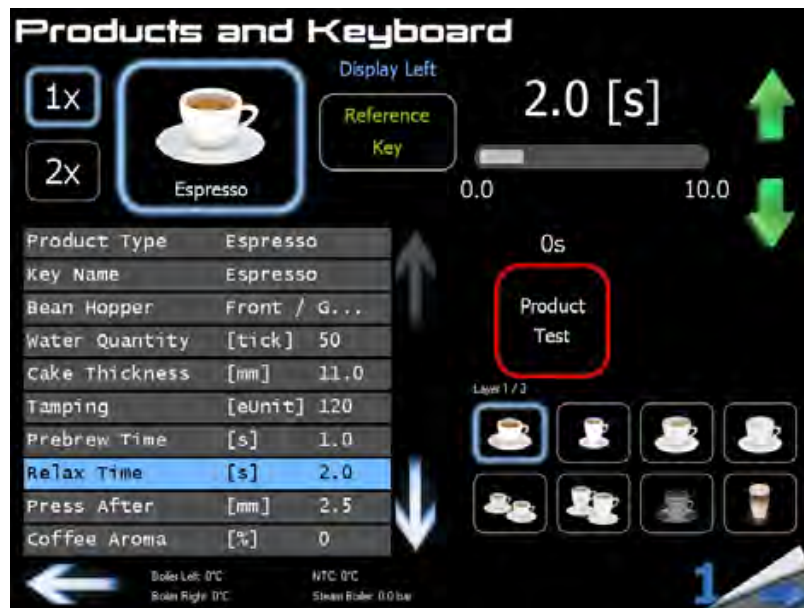 Products and Keyboard
1x
2x
Espresso
Display Left
Reference
Key
2.0 [s]
0.0 10.0
Product Type Espresso
Key Name Espresso
Bean Hopper Front / G...
Water Quantity [tick] 50
Cake Thickness [mm] 11.0
Tamping [eUnit] 120
Prebrew Time [s] 1.0
Relax Time [s] 2.0
Press After [mm] 2.5
Coffee Aroma [%] 0
0s
Product
Test
Layer 1 / 3
Boiler Left: 0°C NTC: 0°C
Boiler Right: 0°C Steam Boiler: 0.0 bar
1